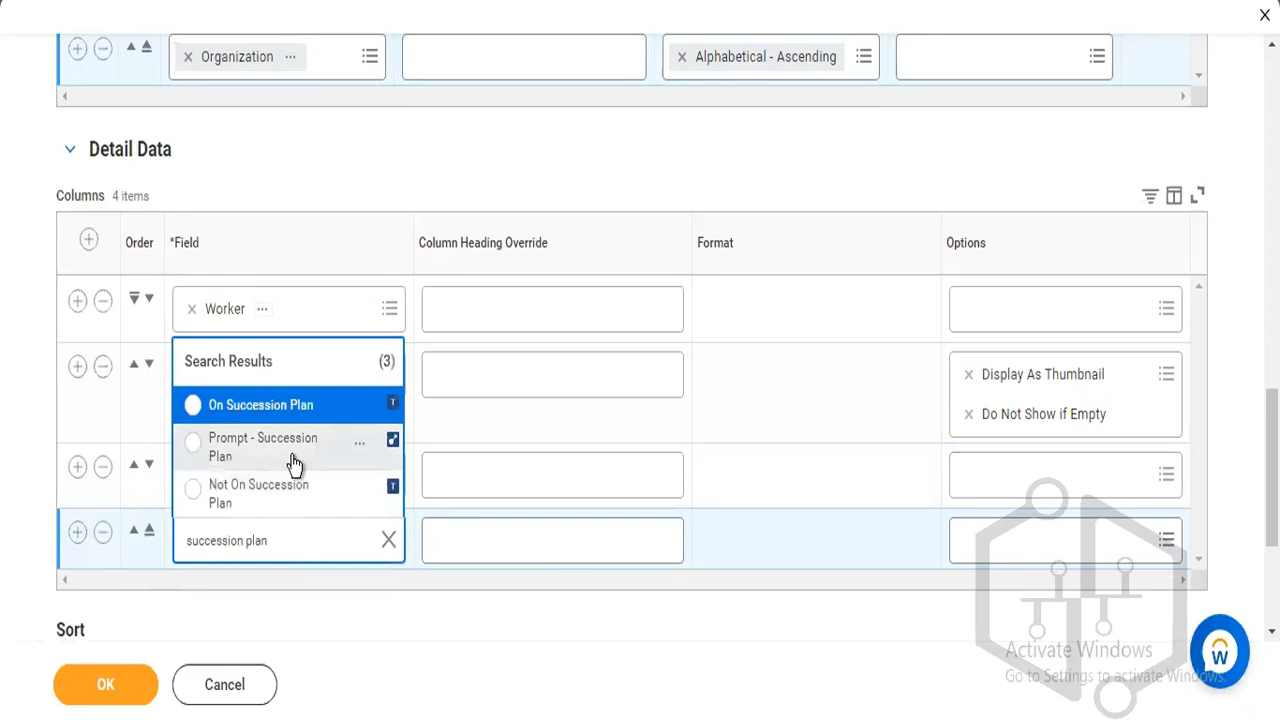 X
Organization ···
Alphabetical - Ascending
Detail Data
Columns 4 items
Order
*Field
Column Heading Override
Format
Options
Worker ···
Search Results (3)
On Succession Plan T
Prompt - Succession ···
Plan
Not On Succession T
Plan
succession plan
Display As Thumbnail
Do Not Show if Empty
Sort
OK
Cancel
Activate Windows
Go to Settings to activate Windows.
W